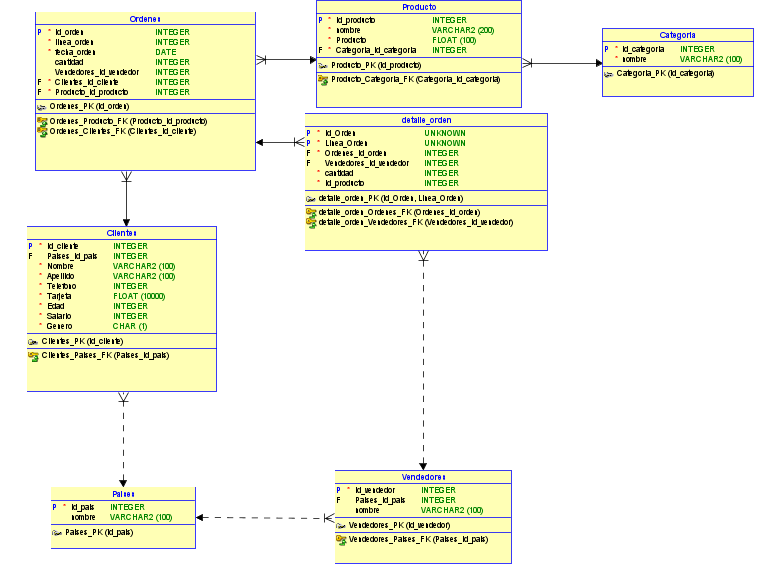 Ordenes
P * id_orden INTEGER
* linea_orden INTEGER
* fecha_orden DATE
cantidad INTEGER
Vendedores_id_vendedor INTEGER
F * Clientes_id_cliente INTEGER
F * Producto_id_producto INTEGER
Ordenes_PK (id_orden)
Ordenes_Producto_FK (Producto_id_producto)
Ordenes_Clientes_FK (Clientes_id_cliente)
Producto
P * id_producto INTEGER
* nombre VARCHAR2 (200)
* Producto FLOAT (100)
F * Categoria_id_categoria INTEGER
Producto_PK (id_producto)
Producto_Categoria_FK (Categoria_id_categoria)
Categoria
P * id_categoria INTEGER
* nombre VARCHAR2 (100)
Categoria_PK (id_categoria)
detalle_orden
P * id_Orden UNKNOWN
P * Linea_Orden UNKNOWN
F * Ordenes_id_orden INTEGER
F Vendedores_id_vendedor INTEGER
* cantidad INTEGER
* id_producto INTEGER
detalle_orden_PK (id_Orden, Linea_Orden)
detalle_orden_Ordenes_FK (Ordenes_id_orden)
detalle_orden_Vendedores_FK (Vendedores_id_vendedor)
Clientes
P * id_cliente INTEGER
F Paises_id_pais INTEGER
* Nombre VARCHAR2 (100)
* Apellido VARCHAR2 (100)
* Telefono INTEGER
* Tarjeta FLOAT (10000)
* Edad INTEGER
* Salario INTEGER
* Genero CHAR (1)
Clientes_PK (id_cliente)
Clientes_Paises_FK (Paises_id_pais)
Paises
P * id_pais INTEGER
nombre VARCHAR2 (100)
Paises_PK (id_pais)
Vendedores
P * id_vendedor INTEGER
F Paises_id_pais INTEGER
nombre VARCHAR2 (100)
Vendedores_PK (id_vendedor)
Vendedores_Paises_FK (Paises_id_pais)